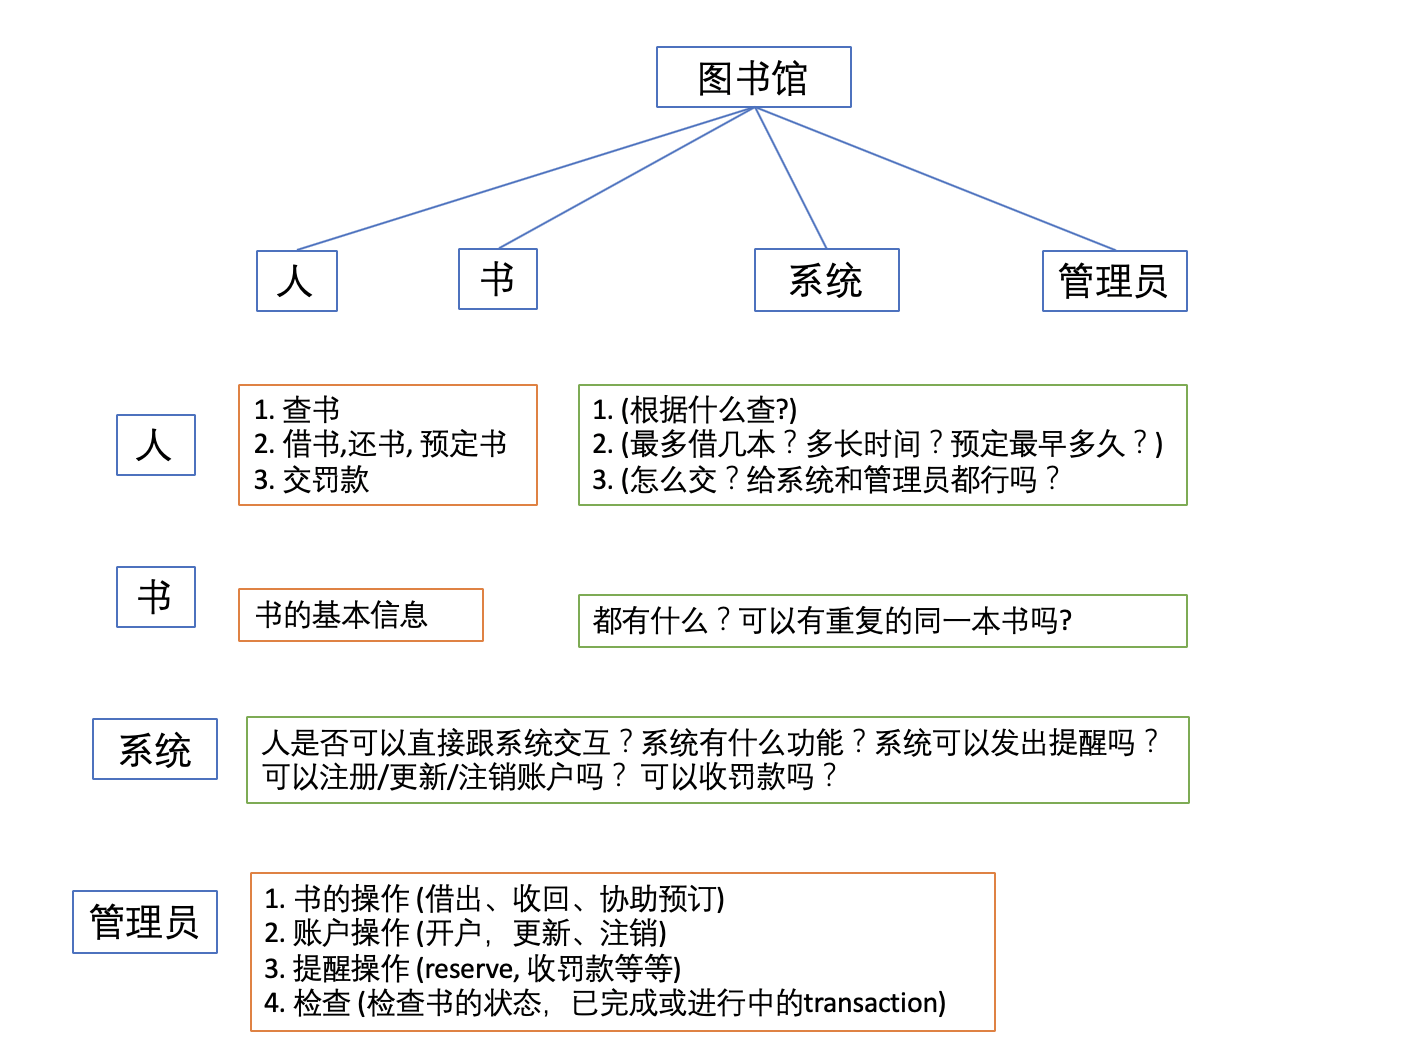 图书馆
人
书
系统
管理员
人
1. 查书
2. 借书,还书, 预定书
3. 交罚款
1. (根据什么查?)
2. (最多借几本？多长时间？预定最早多久？)
3. (怎么交？给系统和管理员都行吗？
书
书的基本信息
都有什么？可以有重复的同一本书吗?
系统
人是否可以直接跟系统交互？系统有什么功能？系统可以发出提醒吗？
可以注册/更新/注销账户吗？ 可以收罚款吗？
管理员
1. 书的操作 (借出、收回、协助预订)
2. 账户操作 (开户，更新、注销)
3. 提醒操作 (reserve, 收罚款等等)
4. 检查 (检查书的状态，已完成或进行中的transaction)